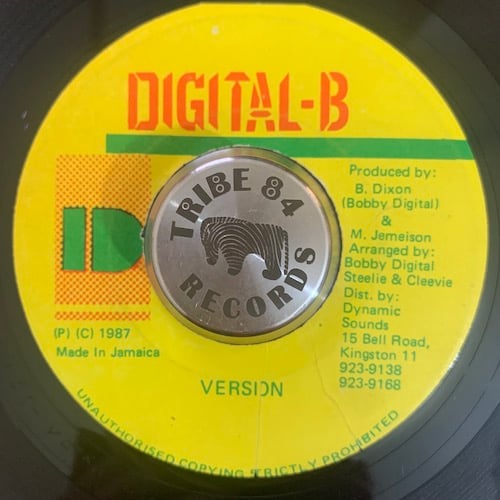 DIGITAL-B
TRIBE 84
RECORDS
Produced by:
B. Dixon
(Bobby Digital)
&
M. Jemeison
Arranged by:
Bobby Digital
Steelie & Cleevie
Dist. by:
Dynamic
Sounds
15 Bell Road,
Kingston 11
923-9138
923-9168
D
(P) (C) 1987
Made In Jamaica
VERSION
UNAUTHORISED COPYING STRICTLY PROHIBITED